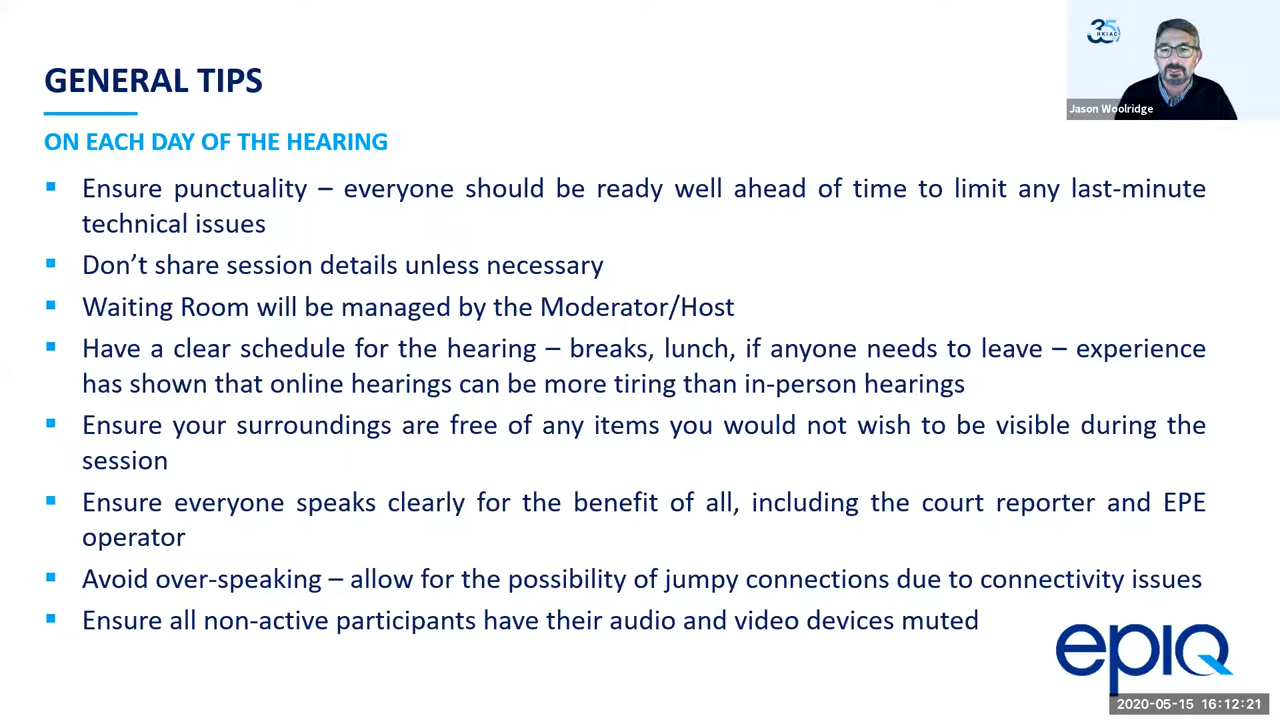 GENERAL TIPS
ON EACH DAY OF THE HEARING
▪ Ensure punctuality – everyone should be ready well ahead of time to limit any last-minute
technical issues
▪ Don’t share session details unless necessary
▪ Waiting Room will be managed by the Moderator/Host
▪ Have a clear schedule for the hearing – breaks, lunch, if anyone needs to leave – experience
has shown that online hearings can be more tiring than in-person hearings
▪ Ensure your surroundings are free of any items you would not wish to be visible during the
session
▪ Ensure everyone speaks clearly for the benefit of all, including the court reporter and EPE
operator
▪ Avoid over-speaking – allow for the possibility of jumpy connections due to connectivity issues
▪ Ensure all non-active participants have their audio and video devices muted
35
HKIAC
Jason Woolridge
epiq
2020-05-15 16:12:21